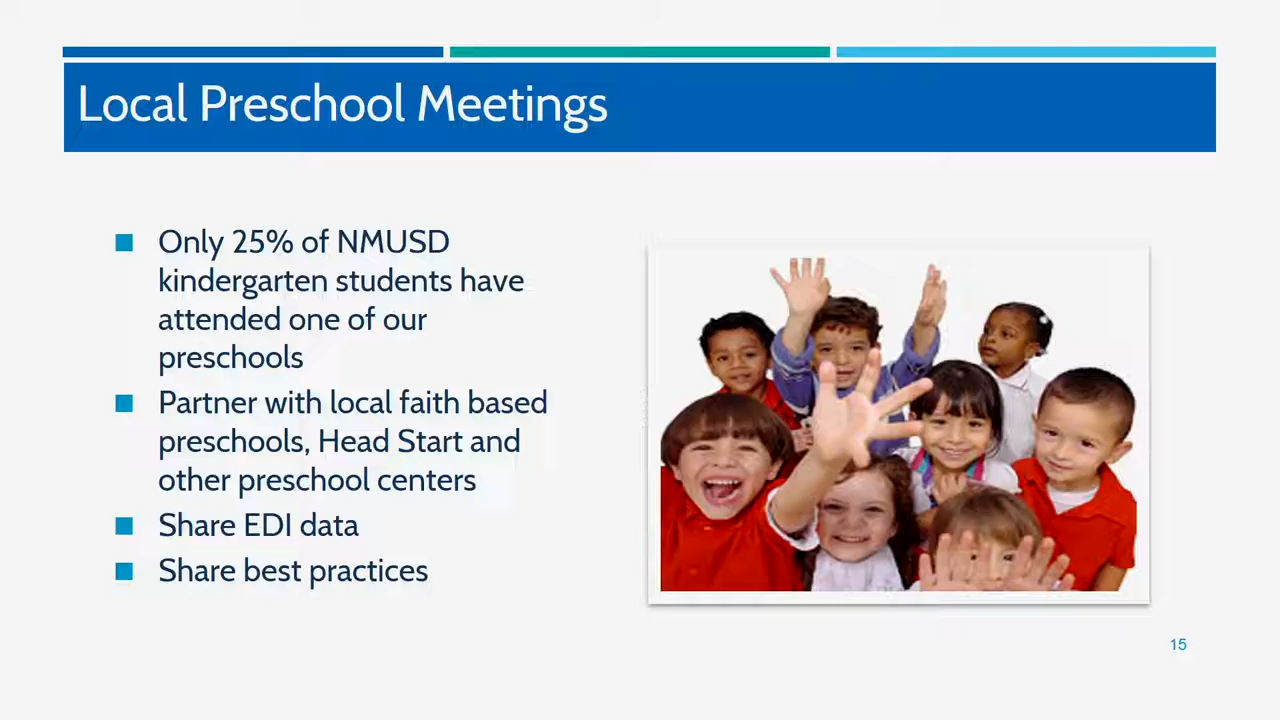 Local Preschool Meetings
Only 25% of NMUSD
kindergarten students have
attended one of our
preschools
Partner with local faith based
preschools, Head Start and
other preschool centers
Share EDI data
Share best practices
15